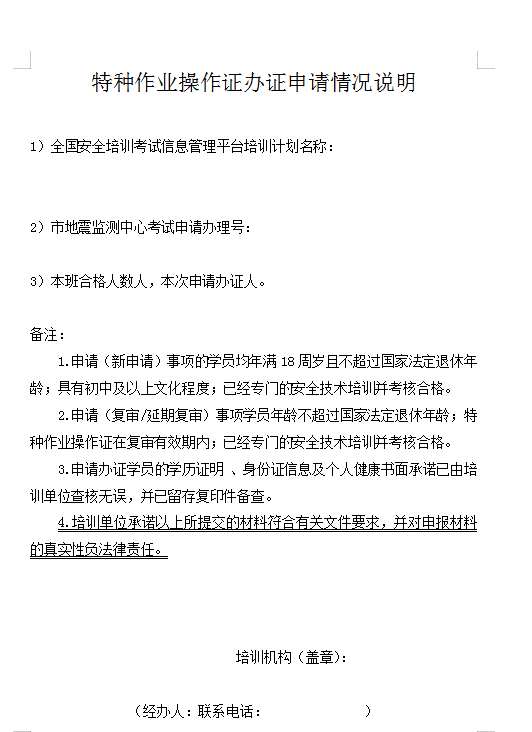 特种作业操作证办证申请情况说明
1）全国安全培训考试信息管理平台培训计划名称：
2）市地震监测中心考试申请办理号：
3）本班合格人数人，本次申请办证人。
备注：
1.申请（新申请）事项的学员均年满 18 周岁且不超过国家法定退休年
龄；具有初中及以上文化程度；已经专门的安全技术培训并考核合格。
2.申请（复审/延期复审）事项学员年龄不超过国家法定退休年龄；特
种作业操作证在复审有效期内；已经专门的安全技术培训并考核合格。
3.申请办证学员的学历证明 、身份证信息及个人健康书面承诺已由培
训单位查核无误，并已留存复印件备查。
4.培训单位承诺以上所提交的材料符合有关文件要求，并对申报材料
的真实性负法律责任。
培训机构（盖章）：
（经办人：联系电话： ）